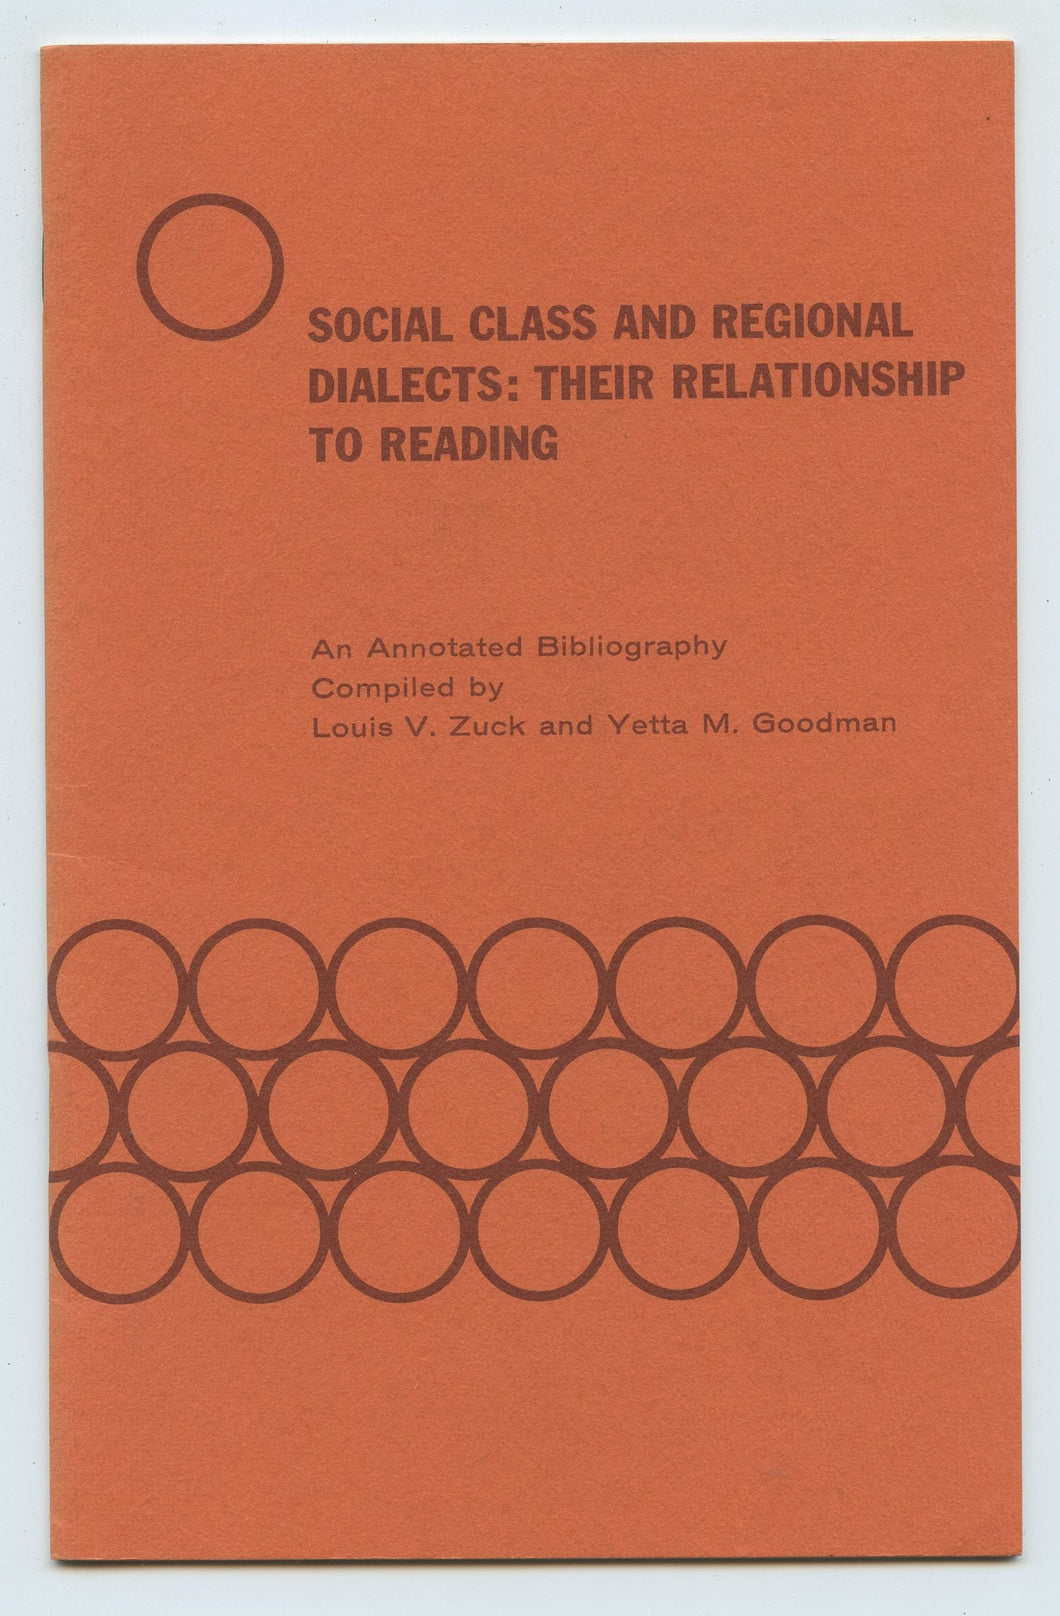 SOCIAL CLASS AND REGIONAL
DIALECTS: THEIR RELATIONSHIP
TO READING
An Annotated Bibliography
Compiled by
Louis V. Zuck and Yetta M. Goodman